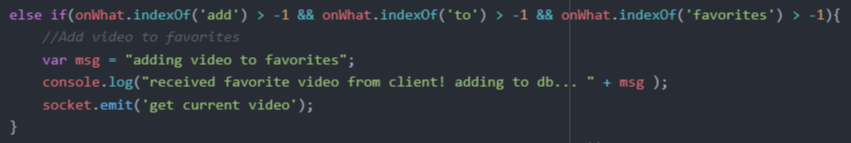 else if(onWhat.indexOf('add') > -1 && onWhat.indexOf('to') > -1 && onWhat.indexOf('favorites') > -1){
//Add video to favorites
var msg = "adding video to favorites";
console.log("received favorite video from client! adding to db... " + msg );
socket.emit('get current video');
}